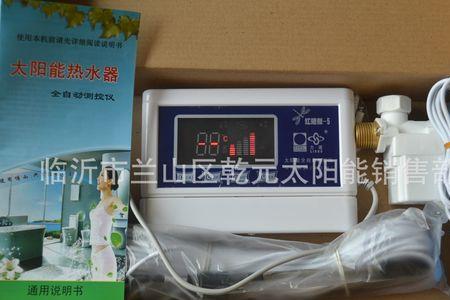 使用本机前请先详细阅读说明书
太阳能热水器
全自动测控仪
通用说明书
红蜻蜓-5
℃
临沂市兰山区乾元太阳能销售部